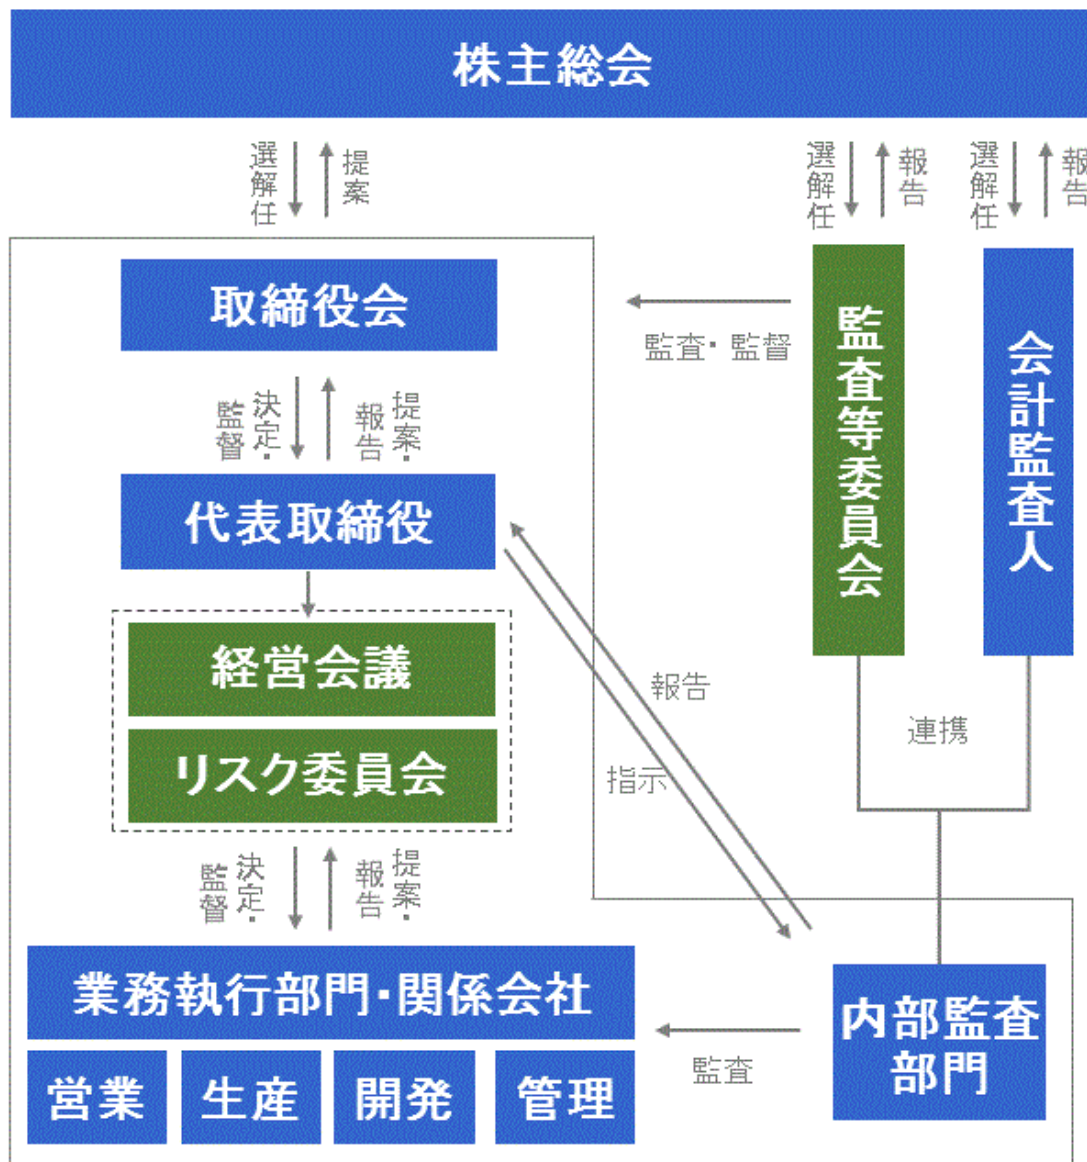 株主総会
選解任
提案
選解任
報告
選解任
報告
取締役会
監査・監督
監査等委員会
会計監査人
決定・
監督
提案・
報告
代表取締役
経営会議
リスク委員会
報告
指示
連携
決定・
監督
提案・
報告
業務執行部門・関係会社
営業
生産
開発
管理
監査
内部監査
部門